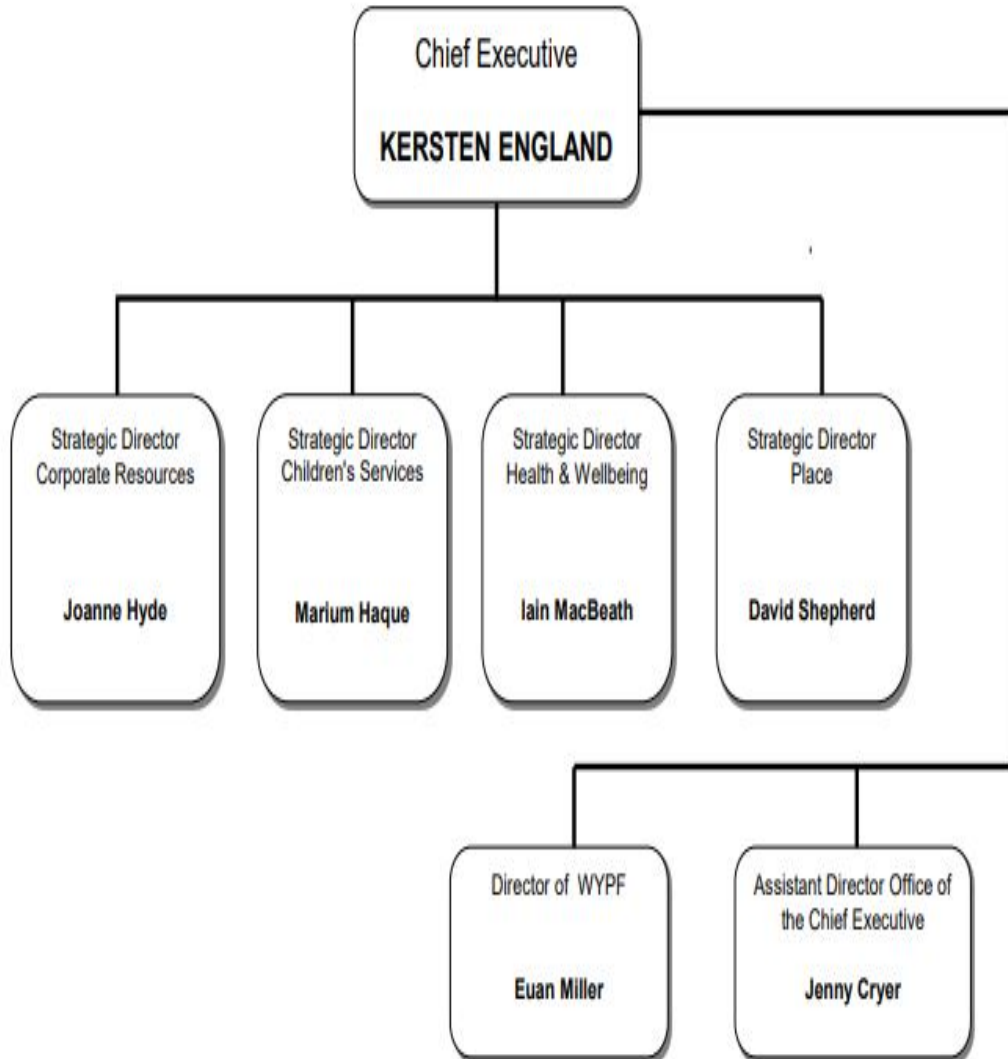 Chief Executive
KERSTEN ENGLAND
Strategic Director
Corporate Resources
Joanne Hyde
Strategic Director
Children's Services
Marium Haque
Strategic Director
Health & Wellbeing
Iain MacBeath
Strategic Director
Place
David Shepherd
Director of WYPF
Euan Miller
Assistant Director Office of
the Chief Executive
Jenny Cryer